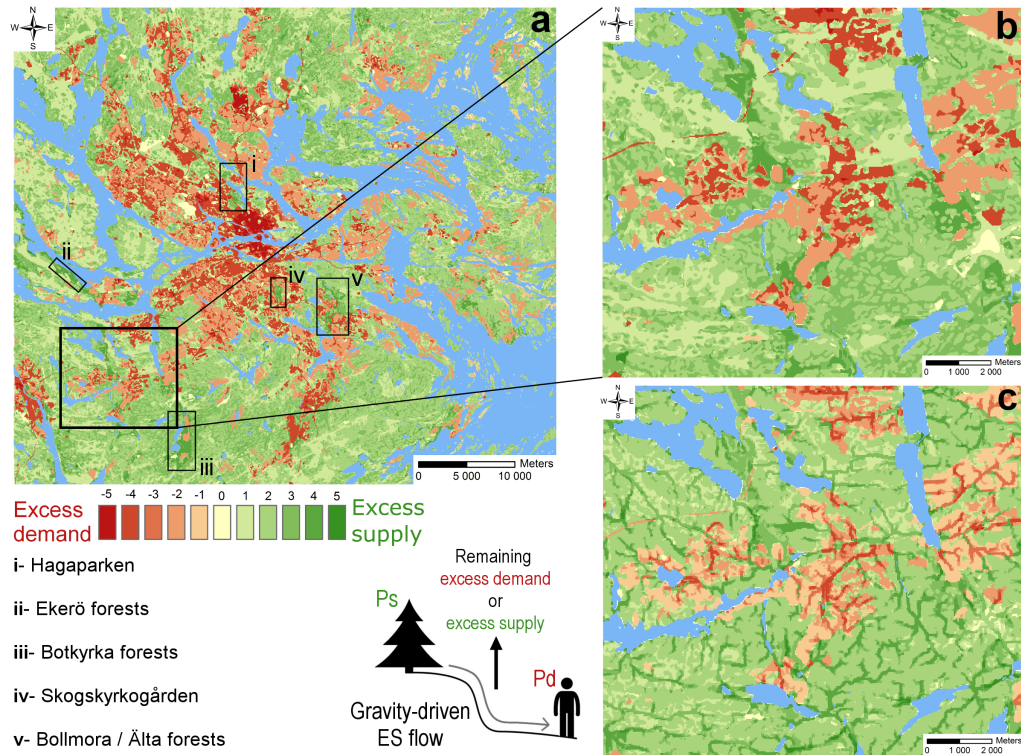 N
W E
S
a
i
ii
iv
v
iii
Meters
0 5 000 10 000
N
W E
S
b
Meters
0 1 000 2 000
N
W E
S
c
Meters
0 1 000 2 000
-5 -4 -3 -2 -1 0 1 2 3 4 5
Excess
demand
Excess
supply
i- Hagaparken
ii- Ekerö forests
iii- Botkyrka forests
iv- Skogskyrkogården
v- Bollmora / Älta forests
Remaining
excess demand
or
excess supply
Ps
Pd
Gravity-driven
ES flow